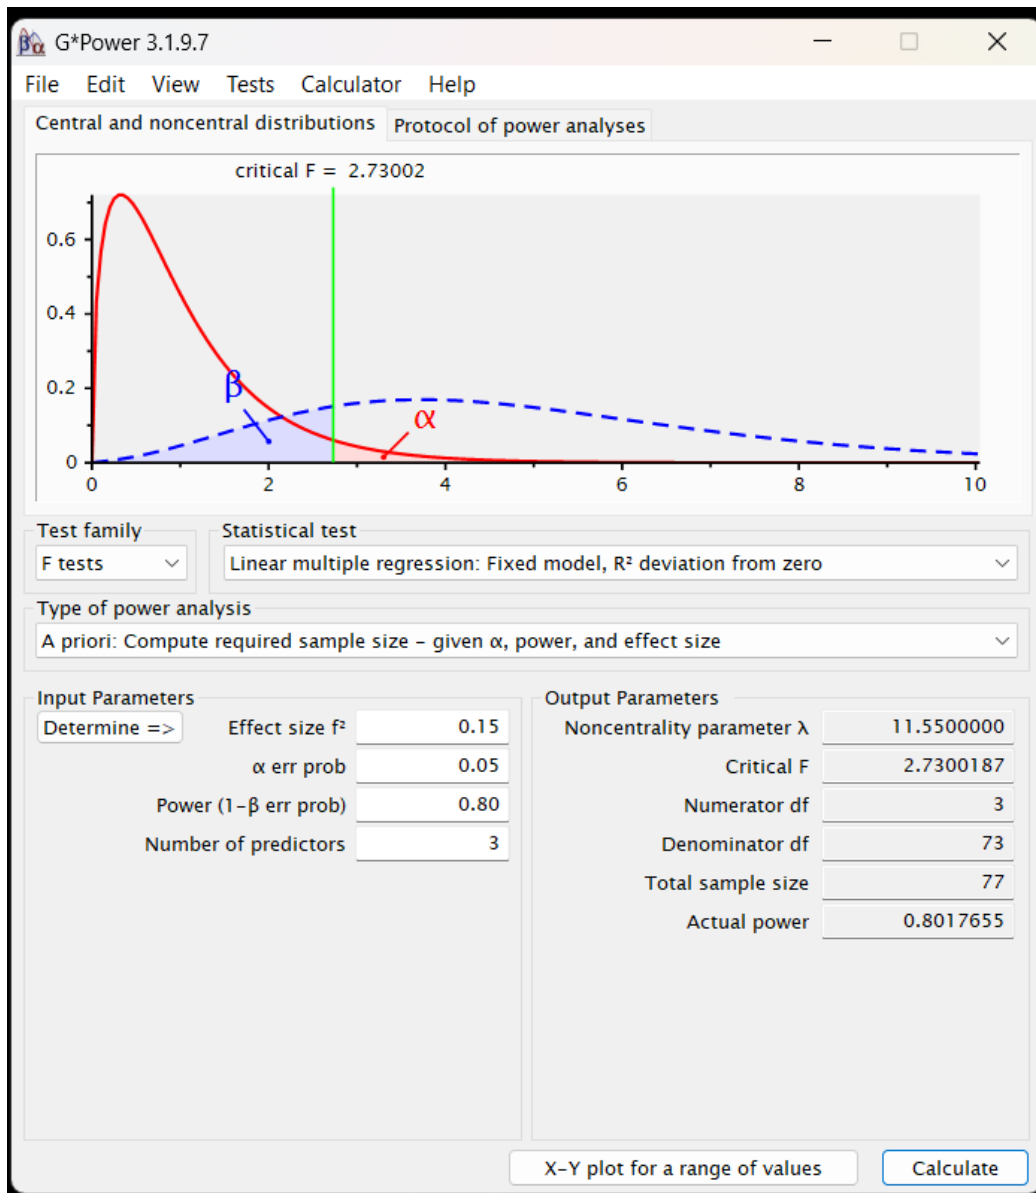 G*Power 3.1.9.7
File Edit View Tests Calculator Help
Central and noncentral distributions Protocol of power analyses
critical F = 2.73002
0.6
0.4
0.2
0
β
α
0 2 4 6 8 10
Test family Statistical test
F tests Linear multiple regression: Fixed model, R² deviation from zero
Type of power analysis
A priori: Compute required sample size – given α, power, and effect size
Input Parameters
Determine => Effect size f² 0.15
α err prob 0.05
Power (1-β err prob) 0.80
Number of predictors 3
Output Parameters
Noncentrality parameter λ 11.5500000
Critical F 2.7300187
Numerator df 3
Denominator df 73
Total sample size 77
Actual power 0.8017655
X-Y plot for a range of values Calculate